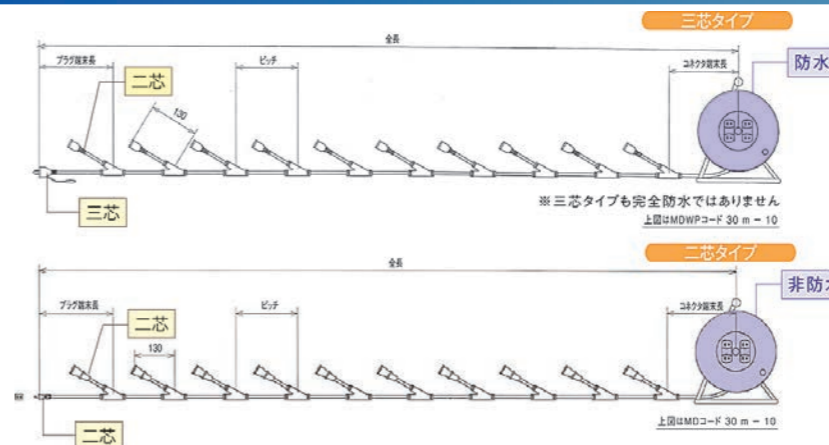 三芯タイプ
全長
プラグ端末長
ピッチ
コネクタ端末長
防水
二芯
130
三芯
※三芯タイプも完全防水ではありません
上図はMDWPコード 30 m − 10
二芯タイプ
全長
プラグ端末長
ピッチ
コネクタ端末長
非防水
二芯
130
二芯
上図はMDコード 30 m − 10